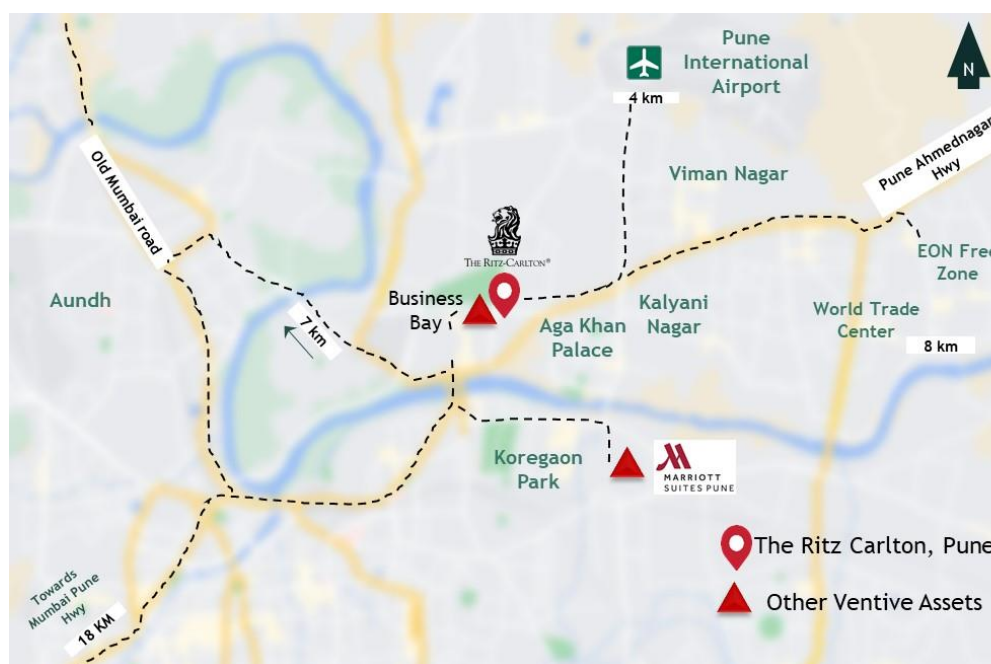 Pune
International
Airport
4 km
N
Pune Ahmednagar
Hwy
Viman Nagar
Old Mumbai road
THE RITZ-CARLTON®
EON Free
Zone
Aundh
Business
Bay
7 km
Kalyani
Nagar
Aga Khan
Palace
World Trade
Center
8 km
Koregaon
Park
MARRIOTT
SUITES PUNE
The Ritz Carlton, Pune
Other Ventive Assets
Towards
Mumbai Pune
Hwy
18 KM